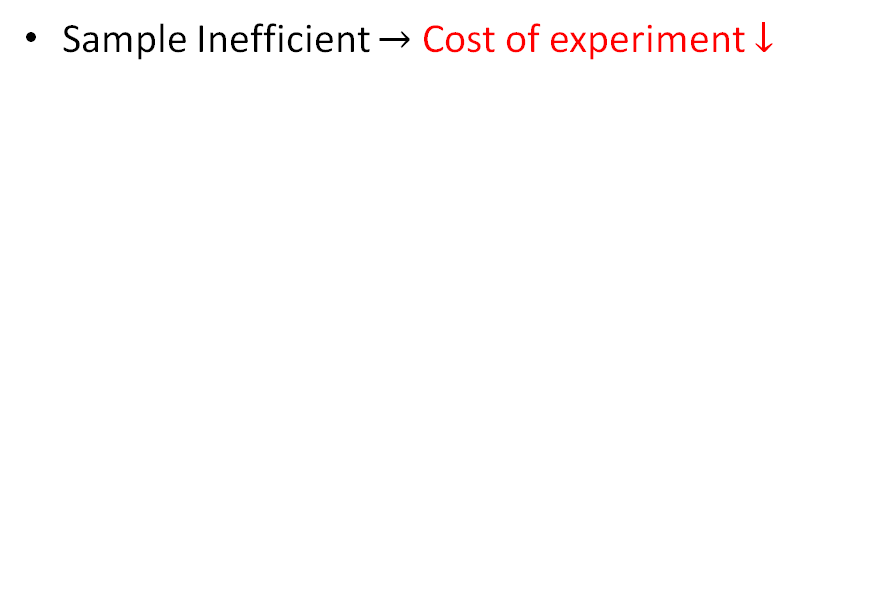 • Sample Inefficient → Cost of experiment ↓